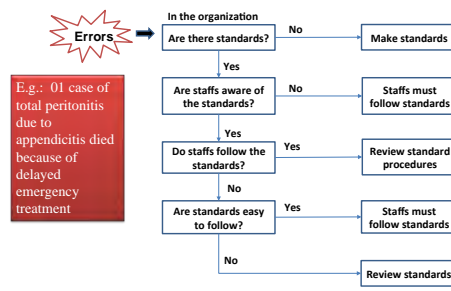 Errors
In the organization
Are there standards?
No
Make standards
Yes
E.g.: 01 case of
total peritonitis
due to
appendicitis died
because of
delayed
emergency
treatment
Are staffs aware of
the standards?
No
Staffs must
follow standards
Yes
Do staffs follow the
standards?
Yes
Review standard
procedures
No
Are standards easy
to follow?
Yes
Staffs must
follow standards
No
Review standards